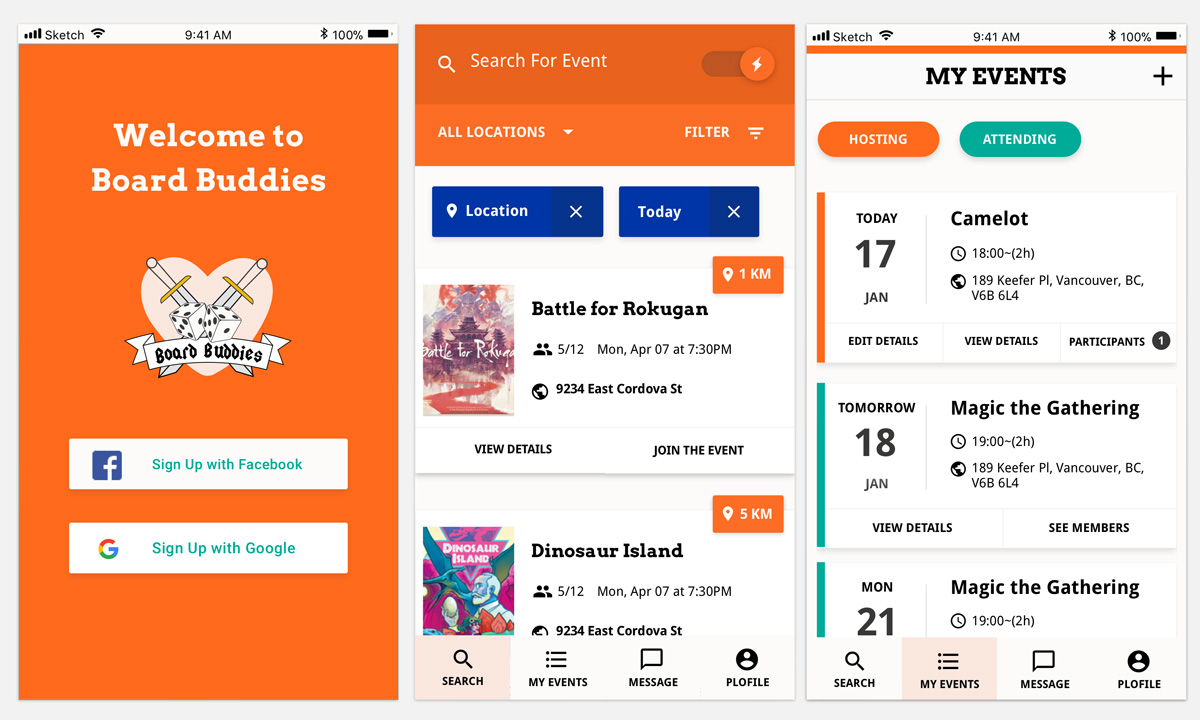 Sketch 9:41 AM 100%
Welcome to
Board Buddies
Board Buddies
Sign Up with Facebook
Sign Up with Google
Search For Event
ALL LOCATIONS FILTER
Location Today
1 KM
Battle for Rokugan
Battle for Rokuga
5/12 Mon, Apr 07 at 7:30PM
9234 East Cordova St
VIEW DETAILS JOIN THE EVENT
5 KM
DINOSAUR
ISLAND
Dinosaur Island
5/12 Mon, Apr 07 at 7:30PM
9234 East Cordova St
SEARCH MY EVENTS MESSAGE PLOFILE
Sketch 9:41 AM 100%
MY EVENTS
HOSTING ATTENDING
TODAY
17
JAN
Camelot
18:00~(2h)
189 Keefer Pl, Vancouver, BC,
V6B 6L4
EDIT DETAILS VIEW DETAILS PARTICIPANTS 1
TOMORROW
18
JAN
Magic the Gathering
19:00~(2h)
189 Keefer Pl, Vancouver, BC,
V6B 6L4
VIEW DETAILS SEE MEMBERS
MON
21
Magic the Gathering
19:00~(2h)
SEARCH MY EVENTS MESSAGE PLOFILE